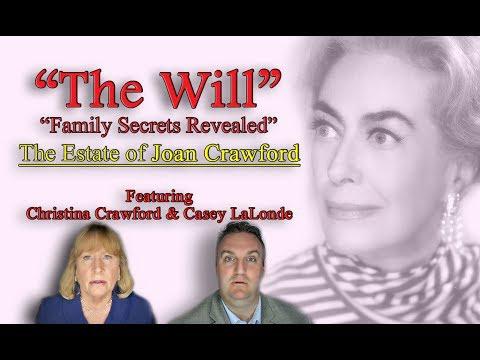 “The Will”
“Family Secrets Revealed”
The Estate of Joan Crawford
Featuring
Christina Crawford & Casey LaLonde